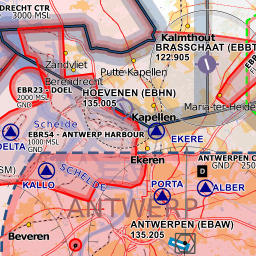 DRECHT CTR
3000 MSL
Kalmthout
BRASSCHAAT (EBBT
122.905
Zandvliet
Berendrecht
Putte Kapellen
EBR23 - DOEL
2000 MSL
GND
HOEVENEN (EBHN)
135.005
Maria-ter-Heide
Kapellen
Schelde
EBR54 - ANTWERP HARBOUR
1000 MSL
GND
DELTA
EKERE
Ekeren
SM)
KALLO
SCHELDE
ANTWERPEN C
D
GND
PORTA
ALBER
ANTWERP
Beveren
ANTWERPEN (EBAW)
135.205